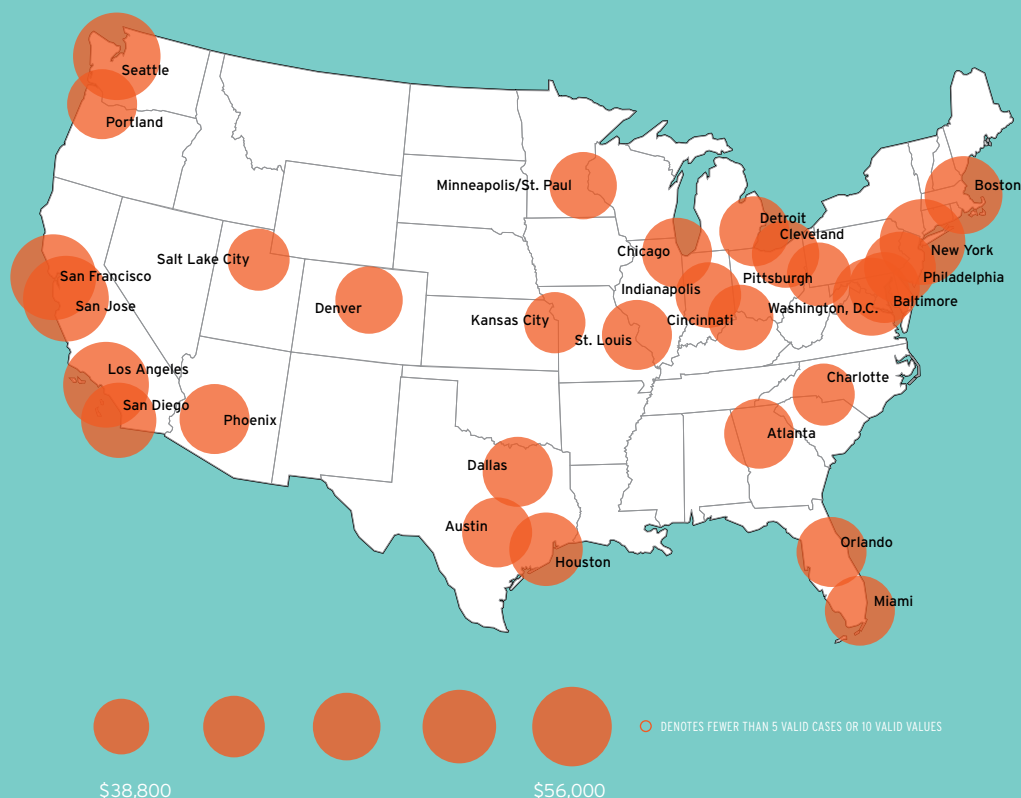 Seattle
Portland
Minneapolis/St. Paul
Boston
Detroit
Cleveland
Chicago
New York
Salt Lake City
San Francisco
Pittsburgh
Philadelphia
Indianapolis
San Jose
Baltimore
Denver
Washington, D.C.
Kansas City
Cincinnati
St. Louis
Los Angeles
Charlotte
San Diego
Phoenix
Atlanta
Dallas
Austin
Orlando
Houston
Miami
DENOTES FEWER THAN 5 VALID CASES OR 10 VALID VALUES
$38,800
$56,000